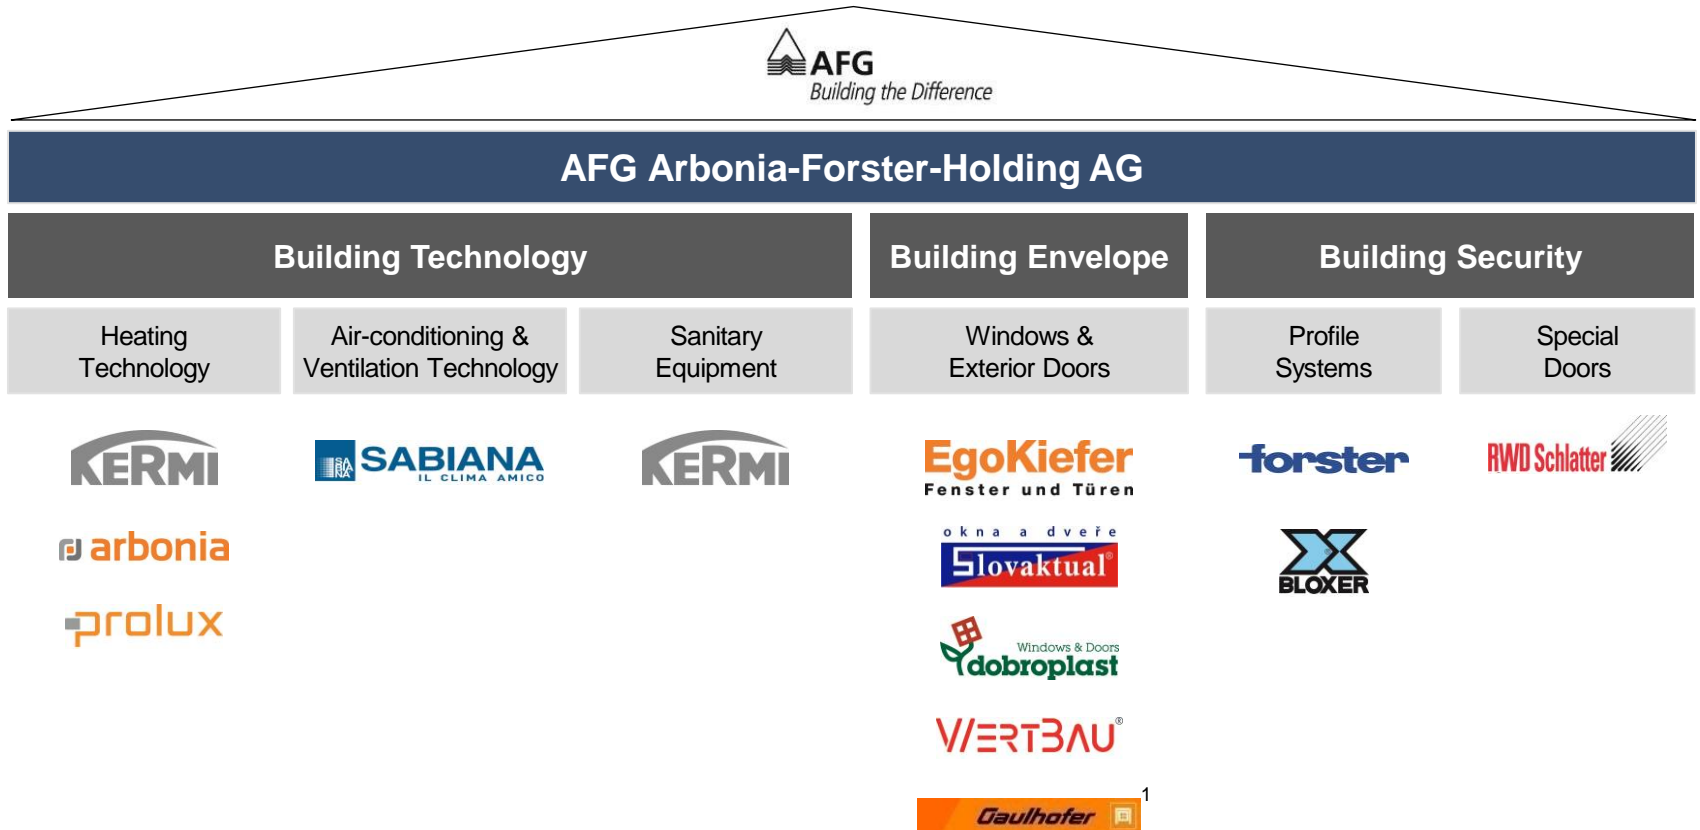 AFG
Building the Difference
AFG Arbonia-Forster-Holding AG
Building Technology
Building Envelope
Building Security
Heating
Technology
Air-conditioning &
Ventilation Technology
Sanitary
Equipment
Windows &
Exterior Doors
Profile
Systems
Special
Doors
KERMI
arbonia
prolux
SABIANA
IL CLIMA AMICO
KERMI
EgoKiefer
Fenster und Türen
okna a dveře
Slovaktual®
Windows & Doors
dobroplast
WERTBAU®
Gaulhofer
1
forster
BLOXER
RWD Schlatter